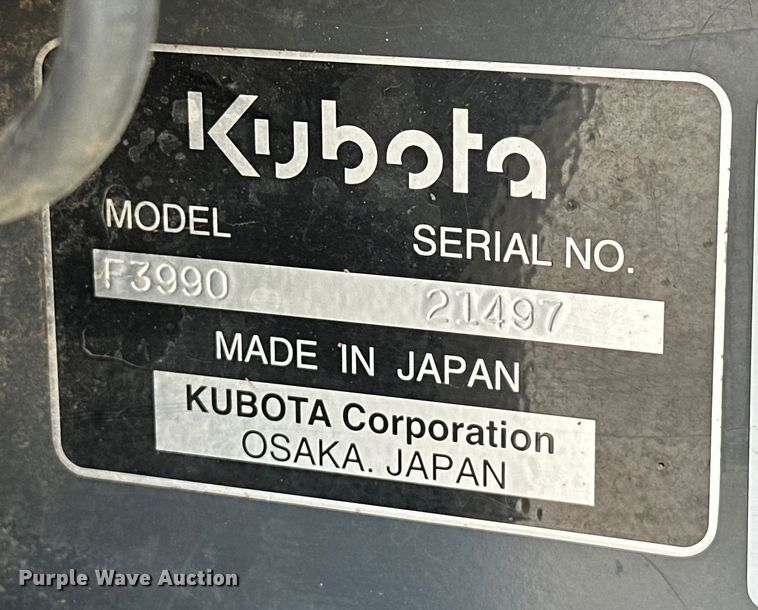 Kubota
MODEL SERIAL NO.
F3990 21497
MADE IN JAPAN
KUBOTA Corporation
OSAKA. JAPAN
Purple Wave Auction